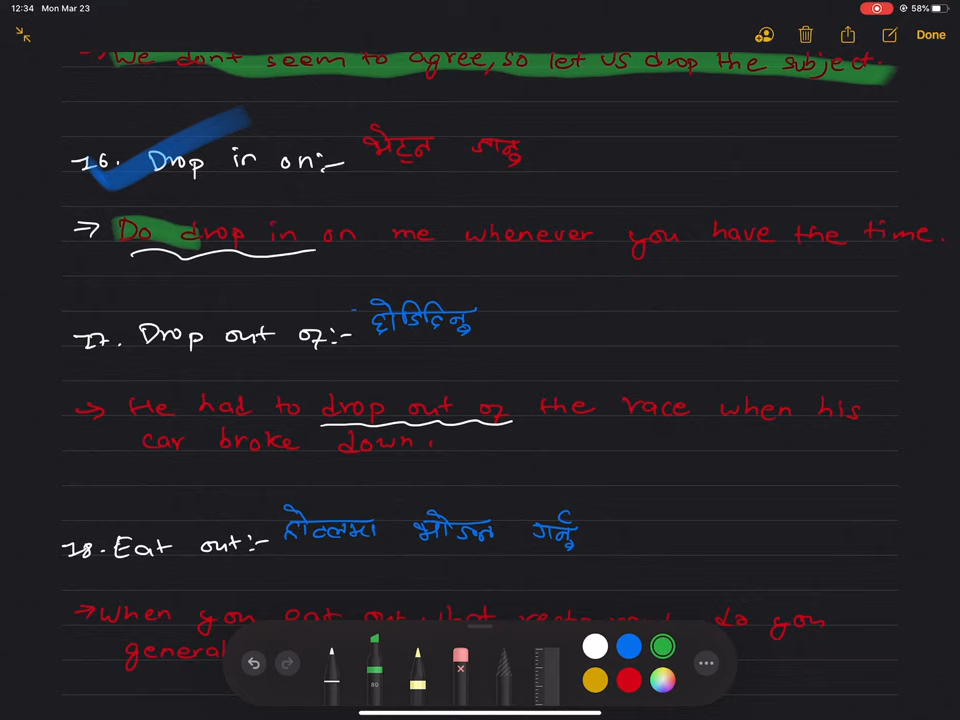 12:34 Mon Mar 23
58%
Done
We dont seem to agree, so let us drop the subject.
16. Drop in on:- भेट्न जानु
→ Do drop in on me whenever you have the time.
17. Drop out of:- छोडिदिनु
→ He had to drop out of the race when his
car broke down.
18. Eat out:- होटलमा भोजन गर्नु
→ When you eat out what restaurant do you
general
80